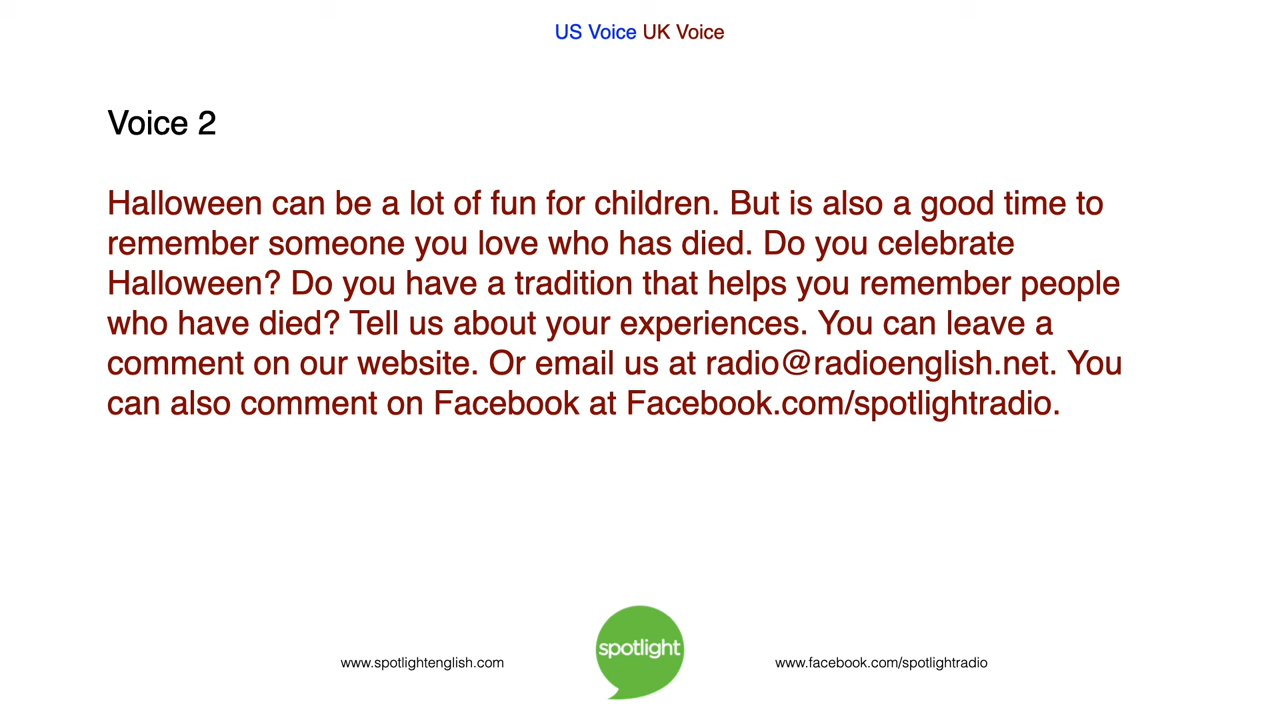 US Voice UK Voice
Voice 2
Halloween can be a lot of fun for children. But is also a good time to
remember someone you love who has died. Do you celebrate
Halloween? Do you have a tradition that helps you remember people
who have died? Tell us about your experiences. You can leave a
comment on our website. Or email us at radio@radioenglish.net. You
can also comment on Facebook at Facebook.com/spotlightradio.
www.spotlightenglish.com
spotlight
www.facebook.com/spotlightradio